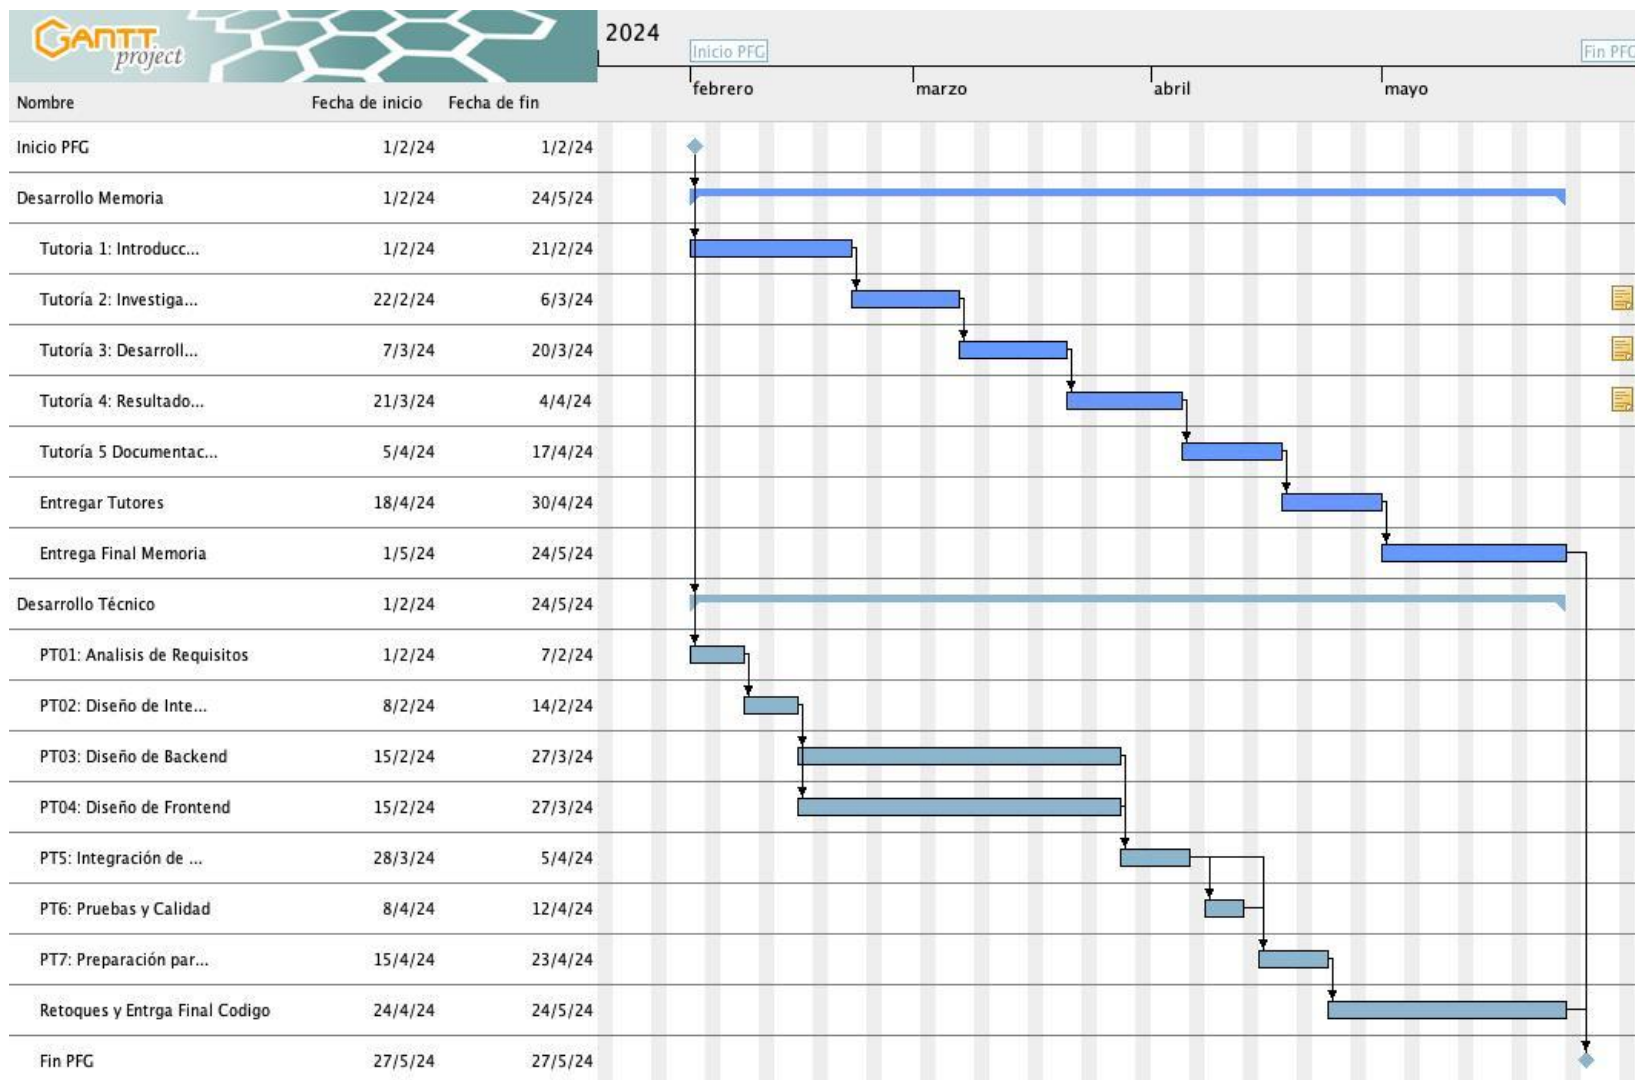 GANTT
project
2024
Inicio PFG
Fin PFG
febrero marzo abril mayo
Nombre Fecha de inicio Fecha de fin
Inicio PFG 1/2/24 1/2/24
Desarrollo Memoria 1/2/24 24/5/24
Tutoria 1: Introducc... 1/2/24 21/2/24
Tutoría 2: Investiga... 22/2/24 6/3/24
Tutoría 3: Desarroll... 7/3/24 20/3/24
Tutoría 4: Resultado... 21/3/24 4/4/24
Tutoría 5 Documentac... 5/4/24 17/4/24
Entregar Tutores 18/4/24 30/4/24
Entrega Final Memoria 1/5/24 24/5/24
Desarrollo Técnico 1/2/24 24/5/24
PT01: Analisis de Requisitos 1/2/24 7/2/24
PT02: Diseño de Inte... 8/2/24 14/2/24
PT03: Diseño de Backend 15/2/24 27/3/24
PT04: Diseño de Frontend 15/2/24 27/3/24
PT5: Integración de ... 28/3/24 5/4/24
PT6: Pruebas y Calidad 8/4/24 12/4/24
PT7: Preparación par... 15/4/24 23/4/24
Retoques y Entrga Final Codigo 24/4/24 24/5/24
Fin PFG 27/5/24 27/5/24